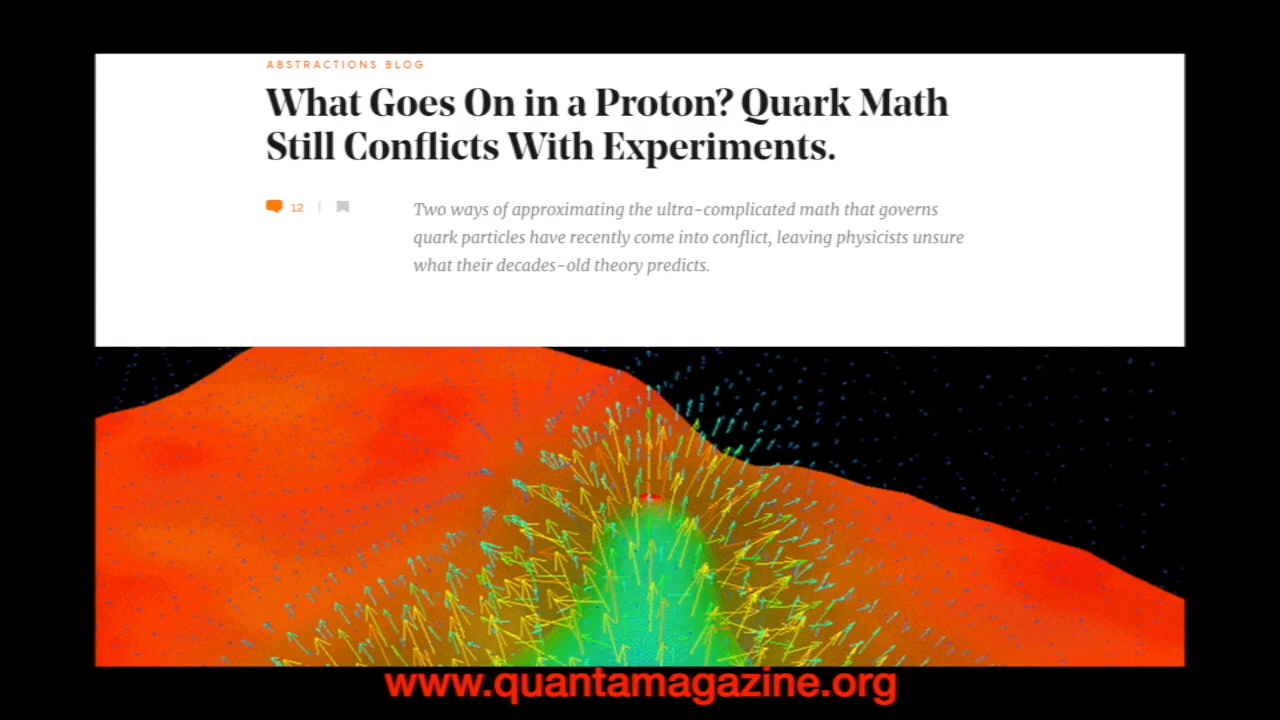 ABSTRACTIONS BLOG
What Goes On in a Proton? Quark Math
Still Conflicts With Experiments.
12
Two ways of approximating the ultra-complicated math that governs
quark particles have recently come into conflict, leaving physicists unsure
what their decades-old theory predicts.
www.quantamagazine.org